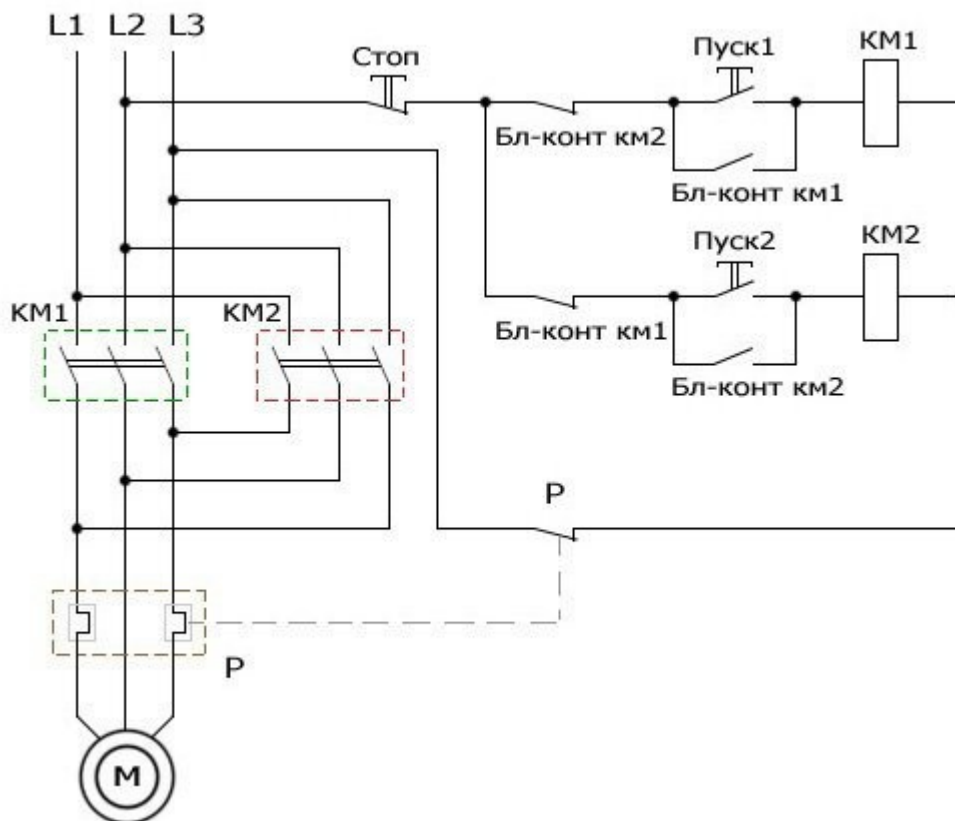 L1 L2 L3
Стоп
Пуск1
КМ1
Бл-конт км2
Бл-конт км1
Пуск2
КМ2
КМ1
КМ2
Бл-конт км1
Бл-конт км2
Р
Р
М